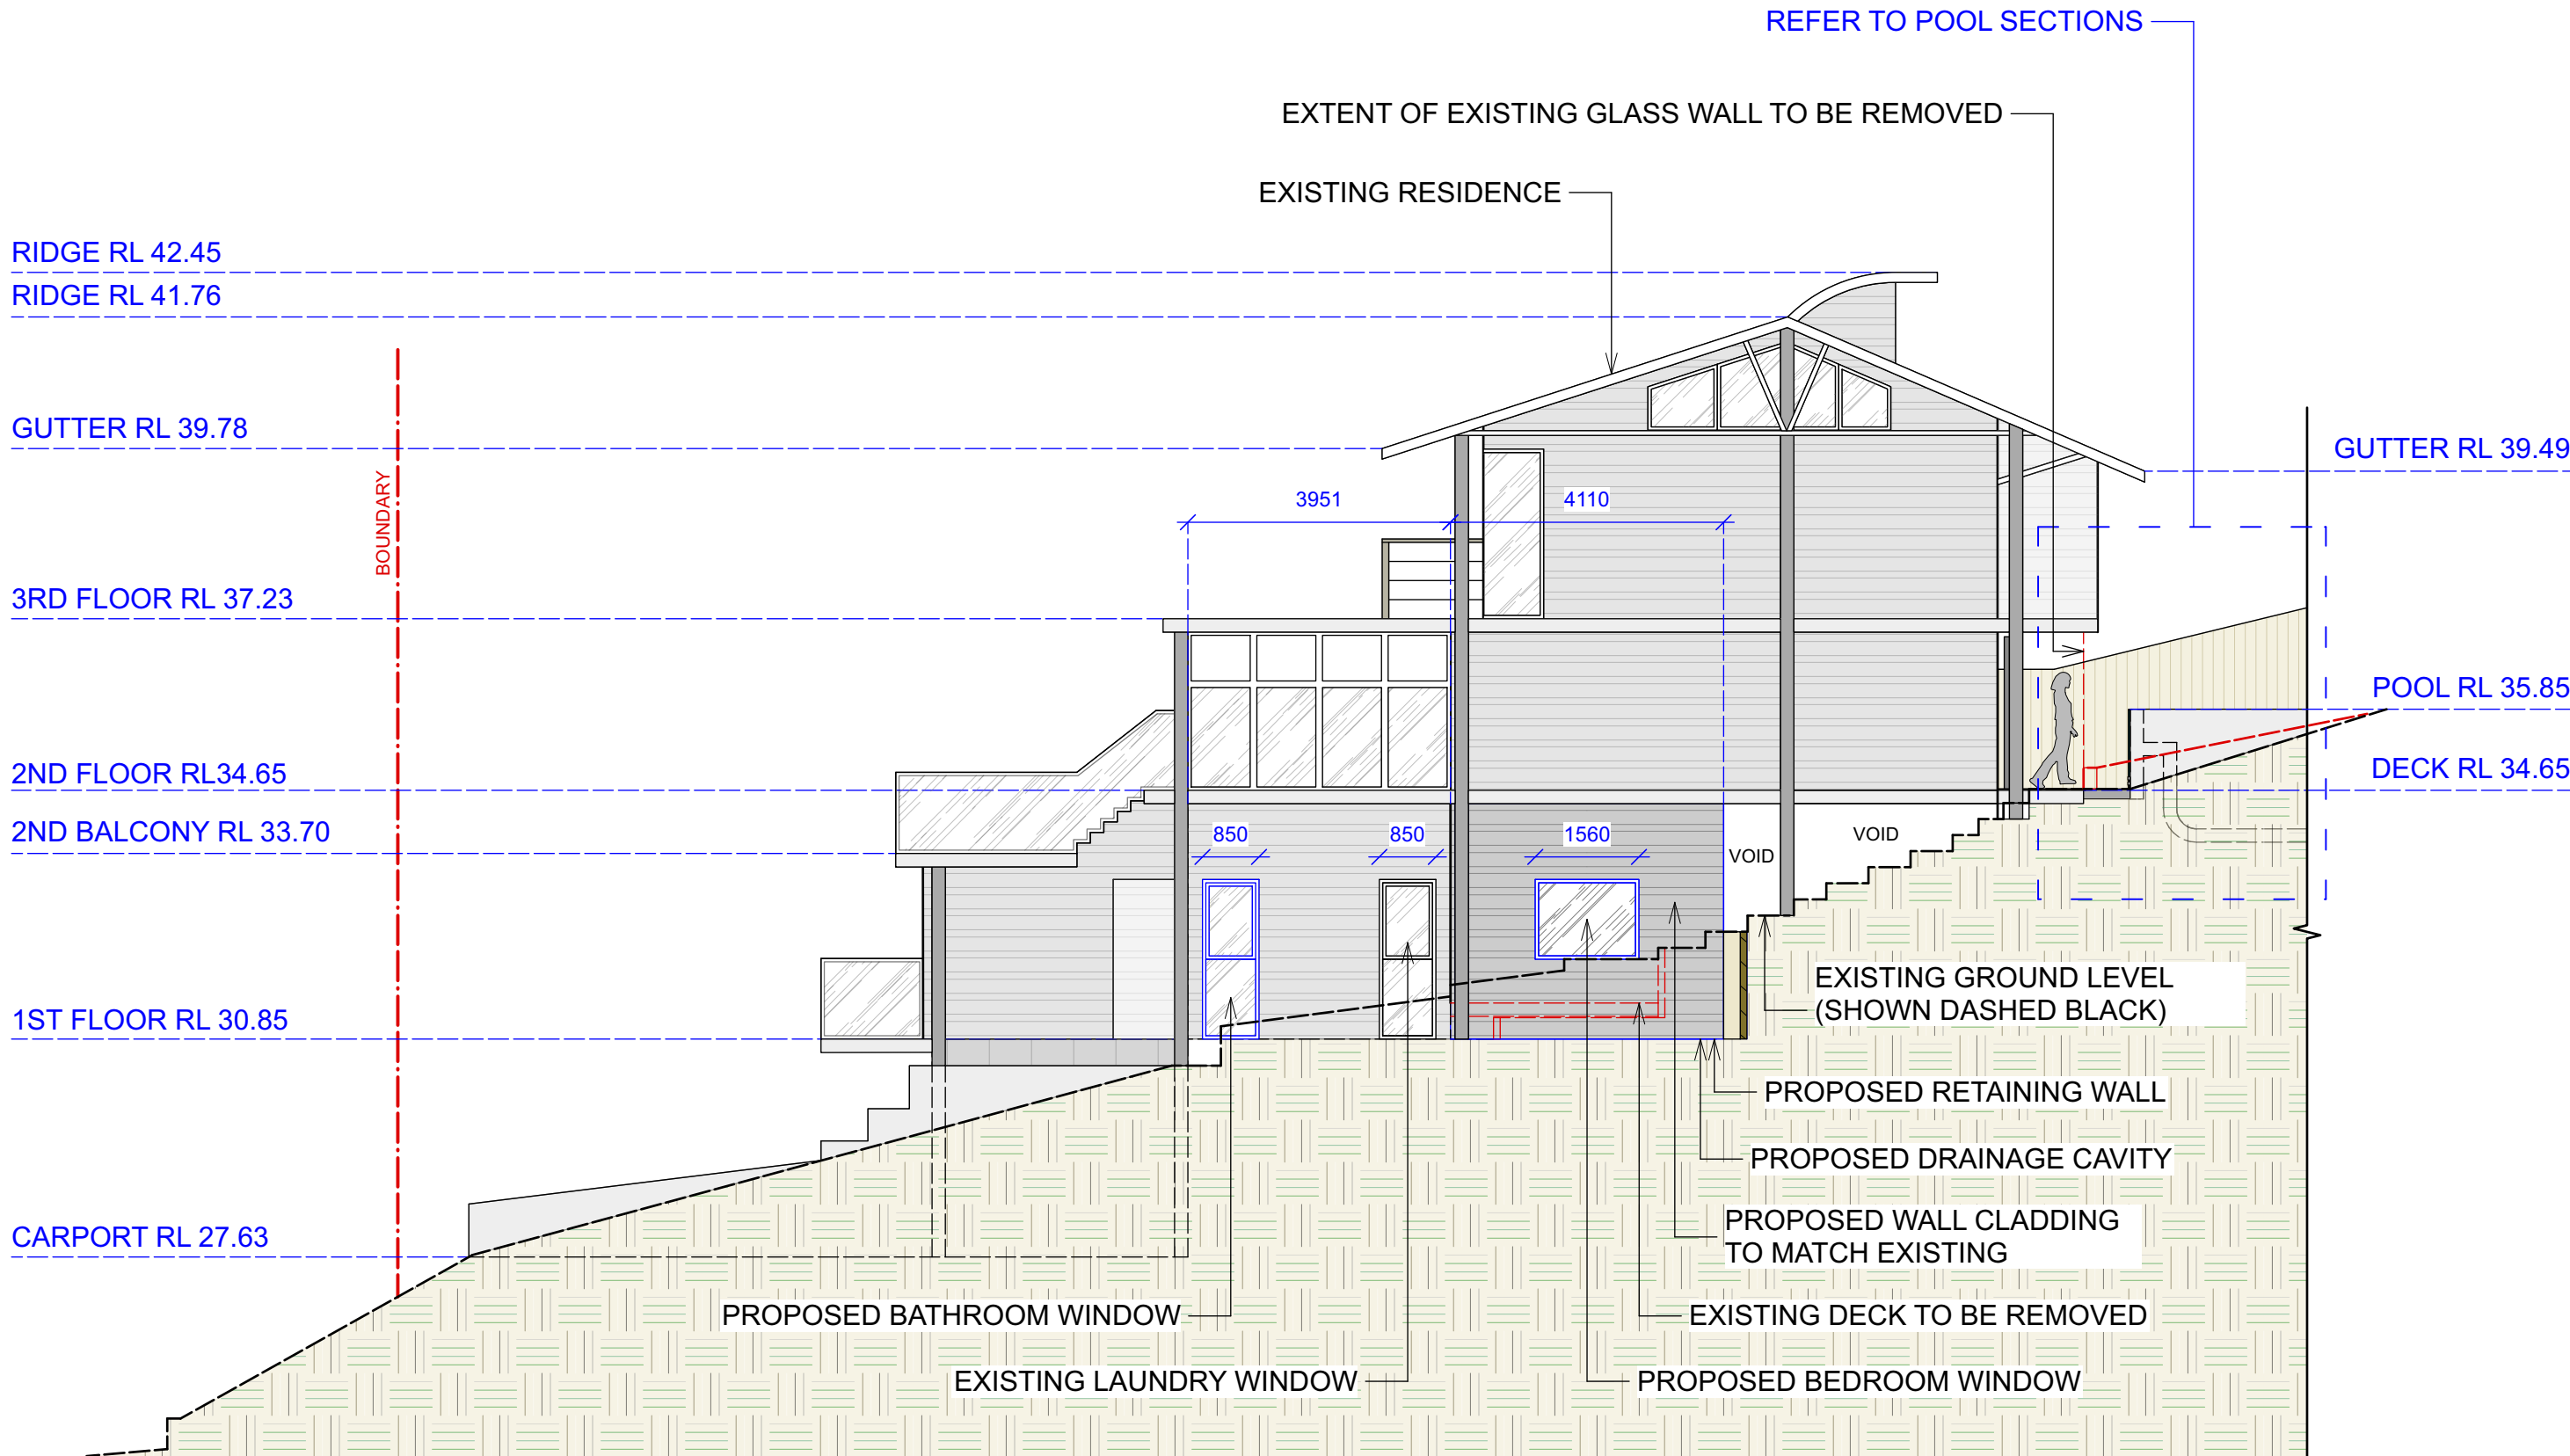 REFER TO POOL SECTIONS
EXTENT OF EXISTING GLASS WALL TO BE REMOVED
EXISTING RESIDENCE
RIDGE RL 42.45
RIDGE RL 41.76
GUTTER RL 39.78
GUTTER RL 39.49
BOUNDARY
3951
4110
3RD FLOOR RL 37.23
POOL RL 35.85
2ND FLOOR RL34.65
DECK RL 34.65
2ND BALCONY RL 33.70
850
850
1560
VOID
VOID
EXISTING GROUND LEVEL
(SHOWN DASHED BLACK)
1ST FLOOR RL 30.85
PROPOSED RETAINING WALL
PROPOSED DRAINAGE CAVITY
PROPOSED WALL CLADDING
TO MATCH EXISTING
CARPORT RL 27.63
PROPOSED BATHROOM WINDOW
EXISTING DECK TO BE REMOVED
EXISTING LAUNDRY WINDOW
PROPOSED BEDROOM WINDOW